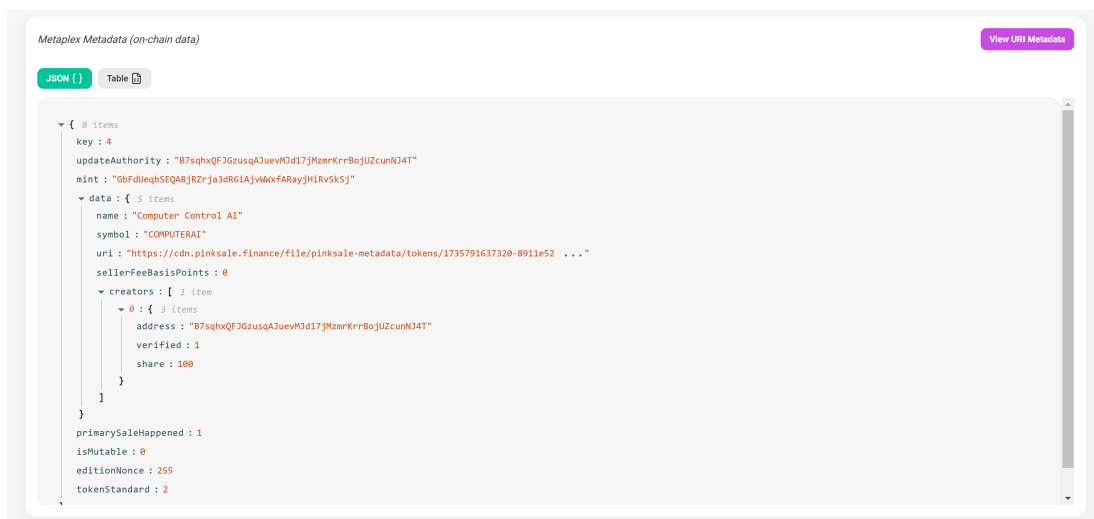 Metaplex Metadata (on-chain data)
View URI Metadata
JSON { }
Table
{ 8 items
key : 4
updateAuthority : "B7sqhxQFJGzusqAJuevMJd17jMzmrKrrBojUZcunNJ4T"
mint : "GbFdUeqbSEQA8jRZrja3dR6iAjvWWxfARayjHiRvSkSj"
data : { 5 items
name : "Computer Control AI"
symbol : "COMPUTERAI"
uri : "https://cdn.pinksale.finance/file/pinksale-metadata/tokens/1735791637320-8911e52 ..."
sellerFeeBasisPoints : 0
creators : [ 1 item
0 : { 3 items
address : "B7sqhxQFJGzusqAJuevMJd17jMzmrKrrBojUZcunNJ4T"
verified : 1
share : 100
}
]
}
primarySaleHappened : 1
isMutable : 0
editionNonce : 255
tokenStandard : 2